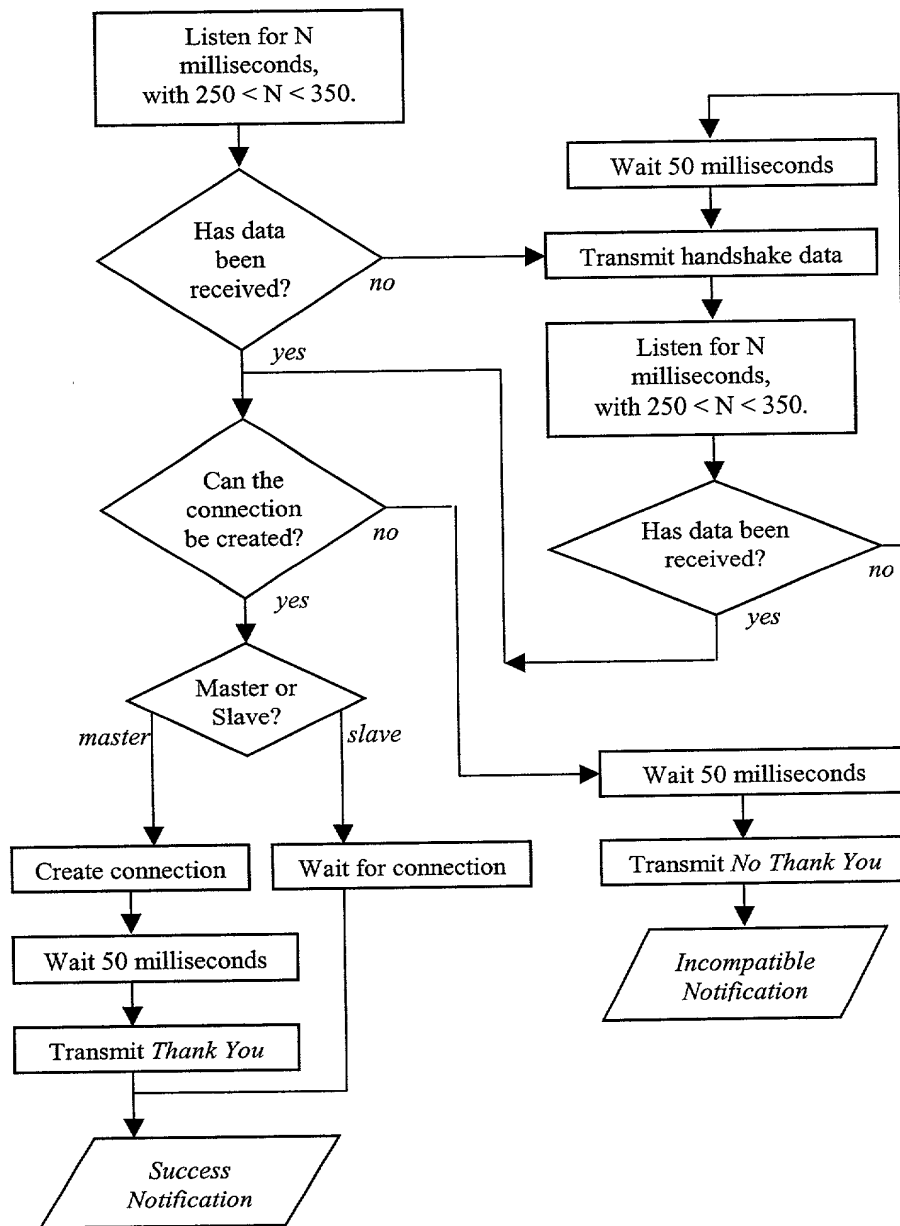 Listen for N
milliseconds,
with 250 < N < 350.
Has data
been
received?
no
yes
Wait 50 milliseconds
Transmit handshake data
Listen for N
milliseconds,
with 250 < N < 350.
Has data been
received?
no
yes
Can the
connection
be created?
no
yes
Master or
Slave?
master
slave
Create connection
Wait for connection
Wait 50 milliseconds
Transmit Thank You
Success
Notification
Wait 50 milliseconds
Transmit No Thank You
Incompatible
Notification